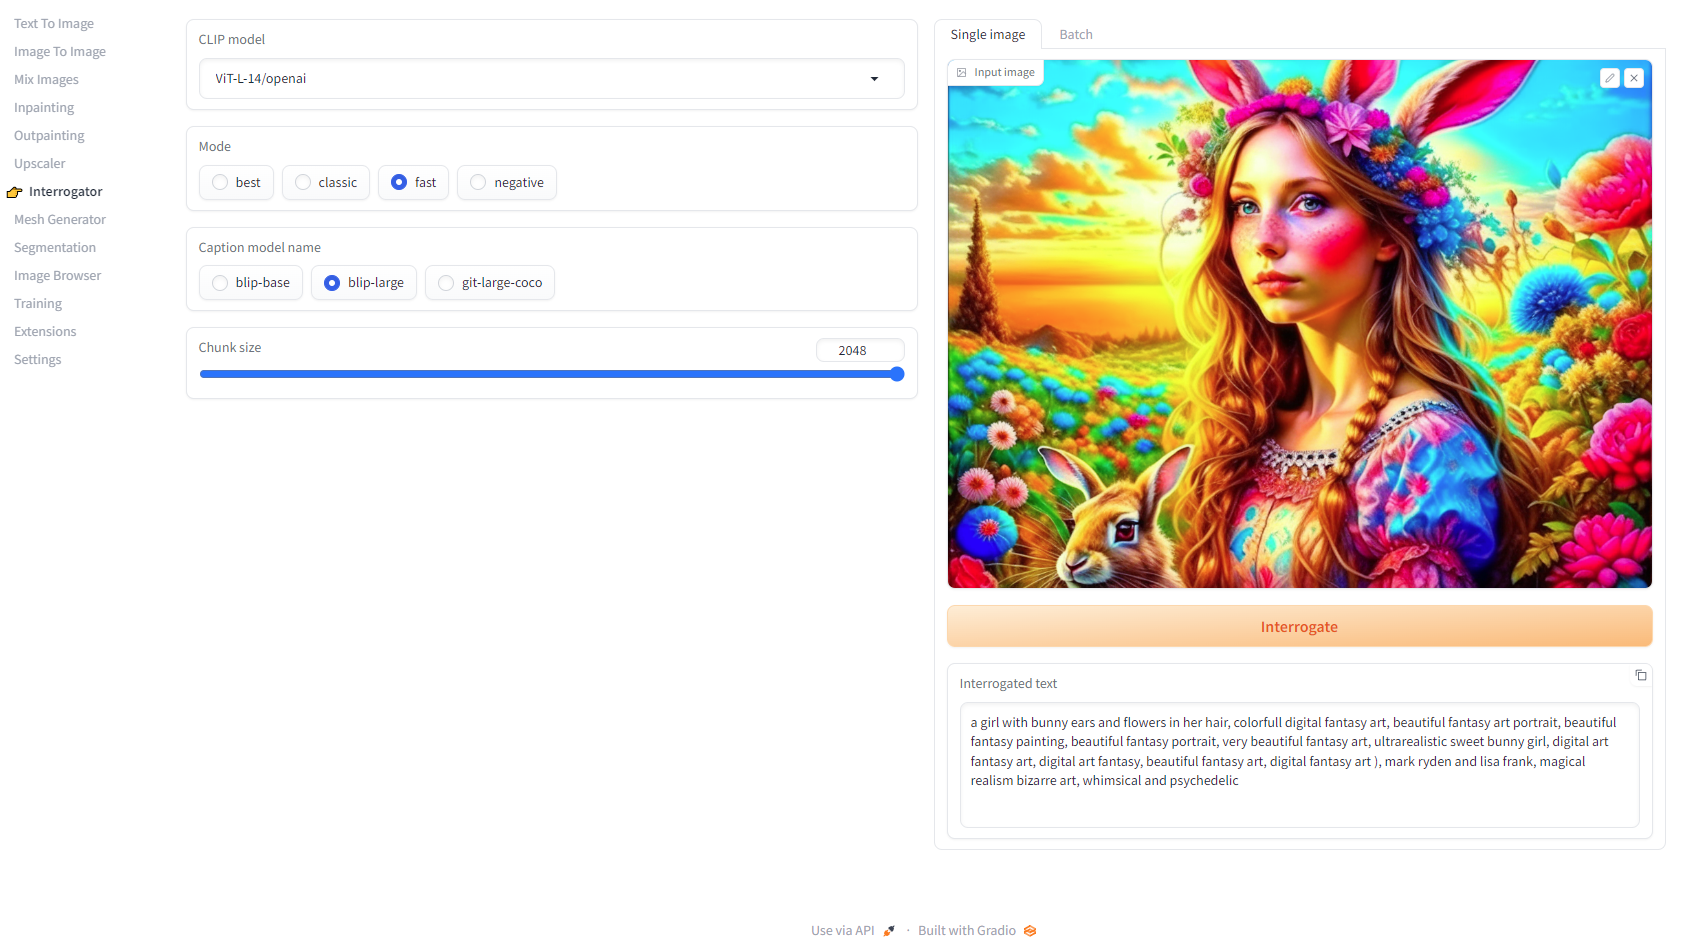 Text To Image
Image To Image
Mix Images
Inpainting
Outpainting
Upscaler
Interrogator
Mesh Generator
Segmentation
Image Browser
Training
Extensions
Settings
CLIP model
ViT-L-14/openai
Mode
best classic fast negative
Caption model name
blip-base blip-large git-large-coco
Chunk size 2048
Single image Batch
Input image
Interrogate
Interrogated text
a girl with bunny ears and flowers in her hair, colorfull digital fantasy art, beautiful fantasy art portrait, beautiful
fantasy painting, beautiful fantasy portrait, very beautiful fantasy art, ultrarealistic sweet bunny girl, digital art
fantasy art, digital art fantasy, beautiful fantasy art, digital fantasy art ), mark ryden and lisa frank, magical
realism bizarre art, whimsical and psychedelic
Use via API · Built with Gradio